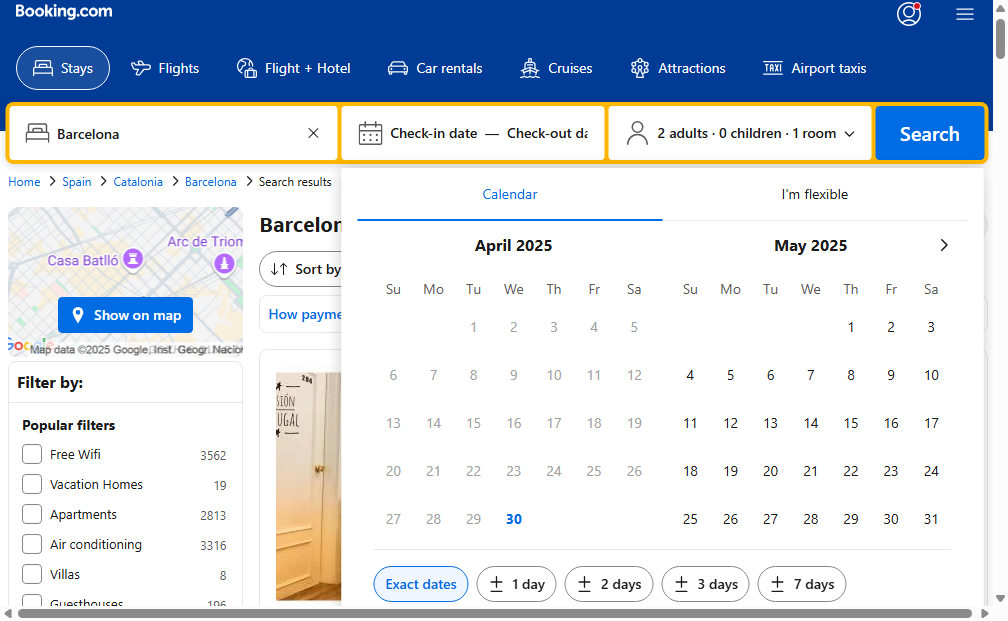 Booking.com
Stays
Flights
Flight + Hotel
Car rentals
Cruises
Attractions
TAXI Airport taxis
Barcelona
Check-in date — Check-out da
2 adults · 0 children · 1 room
Search
Home > Spain > Catalonia > Barcelona > Search results
Calendar
I'm flexible
Arc de Triom
Casa Batlló
Show on map
Map data ©2025 Google, Inst. Geogr. Nacion
Barcelon
Sort by
How payme
April 2025
Su Mo Tu We Th Fr Sa
1 2 3 4 5
6 7 8 9 10 11 12
13 14 15 16 17 18 19
20 21 22 23 24 25 26
27 28 29 30
May 2025
Su Mo Tu We Th Fr Sa
1 2 3
4 5 6 7 8 9 10
11 12 13 14 15 16 17
18 19 20 21 22 23 24
25 26 27 28 29 30 31
Exact dates
± 1 day
± 2 days
± 3 days
± 7 days
Filter by:
Popular filters
Free Wifi 3562
Vacation Homes 19
Apartments 2813
Air conditioning 3316
Villas 8
Guesthouses 196
204
SIÓN
UGAL